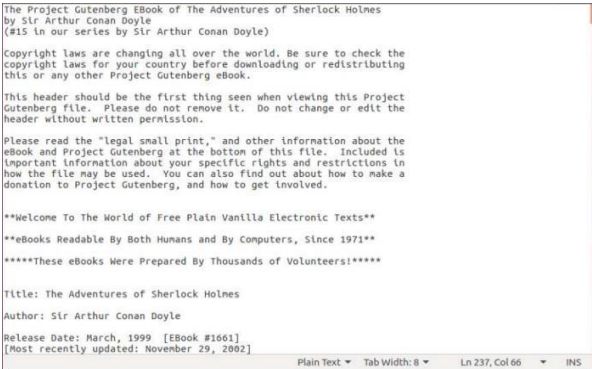 The Project Gutenberg EBook of The Adventures of Sherlock Holmes
by Sir Arthur Conan Doyle
(#15 in our series by Sir Arthur Conan Doyle)
Copyright laws are changing all over the world. Be sure to check the
copyright laws for your country before downloading or redistributing
this or any other Project Gutenberg eBook.
This header should be the first thing seen when viewing this Project
Gutenberg file.  Please do not remove it.  Do not change or edit the
header without written permission.
Please read the "legal small print," and other information about the
eBook and Project Gutenberg at the bottom of this file.  Included is
important information about your specific rights and restrictions in
how the file may be used.  You can also find out about how to make a
donation to Project Gutenberg, and how to get involved.
**Welcome To The World of Free Plain Vanilla Electronic Texts**
**eBooks Readable By Both Humans and By Computers, Since 1971**
*****These eBooks Were Prepared By Thousands of Volunteers!*****
Title: The Adventures of Sherlock Holmes
Author: Sir Arthur Conan Doyle
Release Date: March, 1999  [EBook #1661]
[Most recently updated: November 29, 2002]
Plain Text Tab Width: 8 Ln 237, Col 66 INS